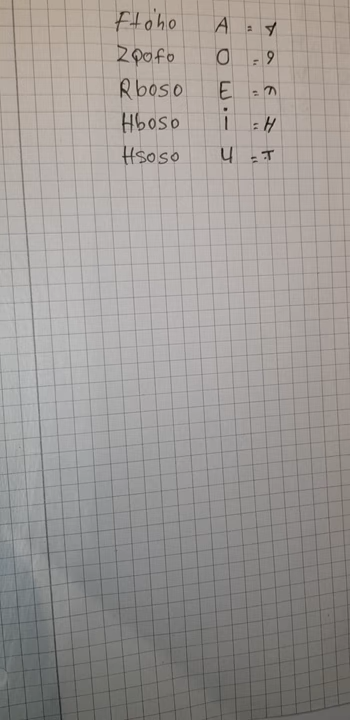 Ftoho A = y
Zpofo O = 9
Rboso E = n
Hboso i = H
Hsoso U = T